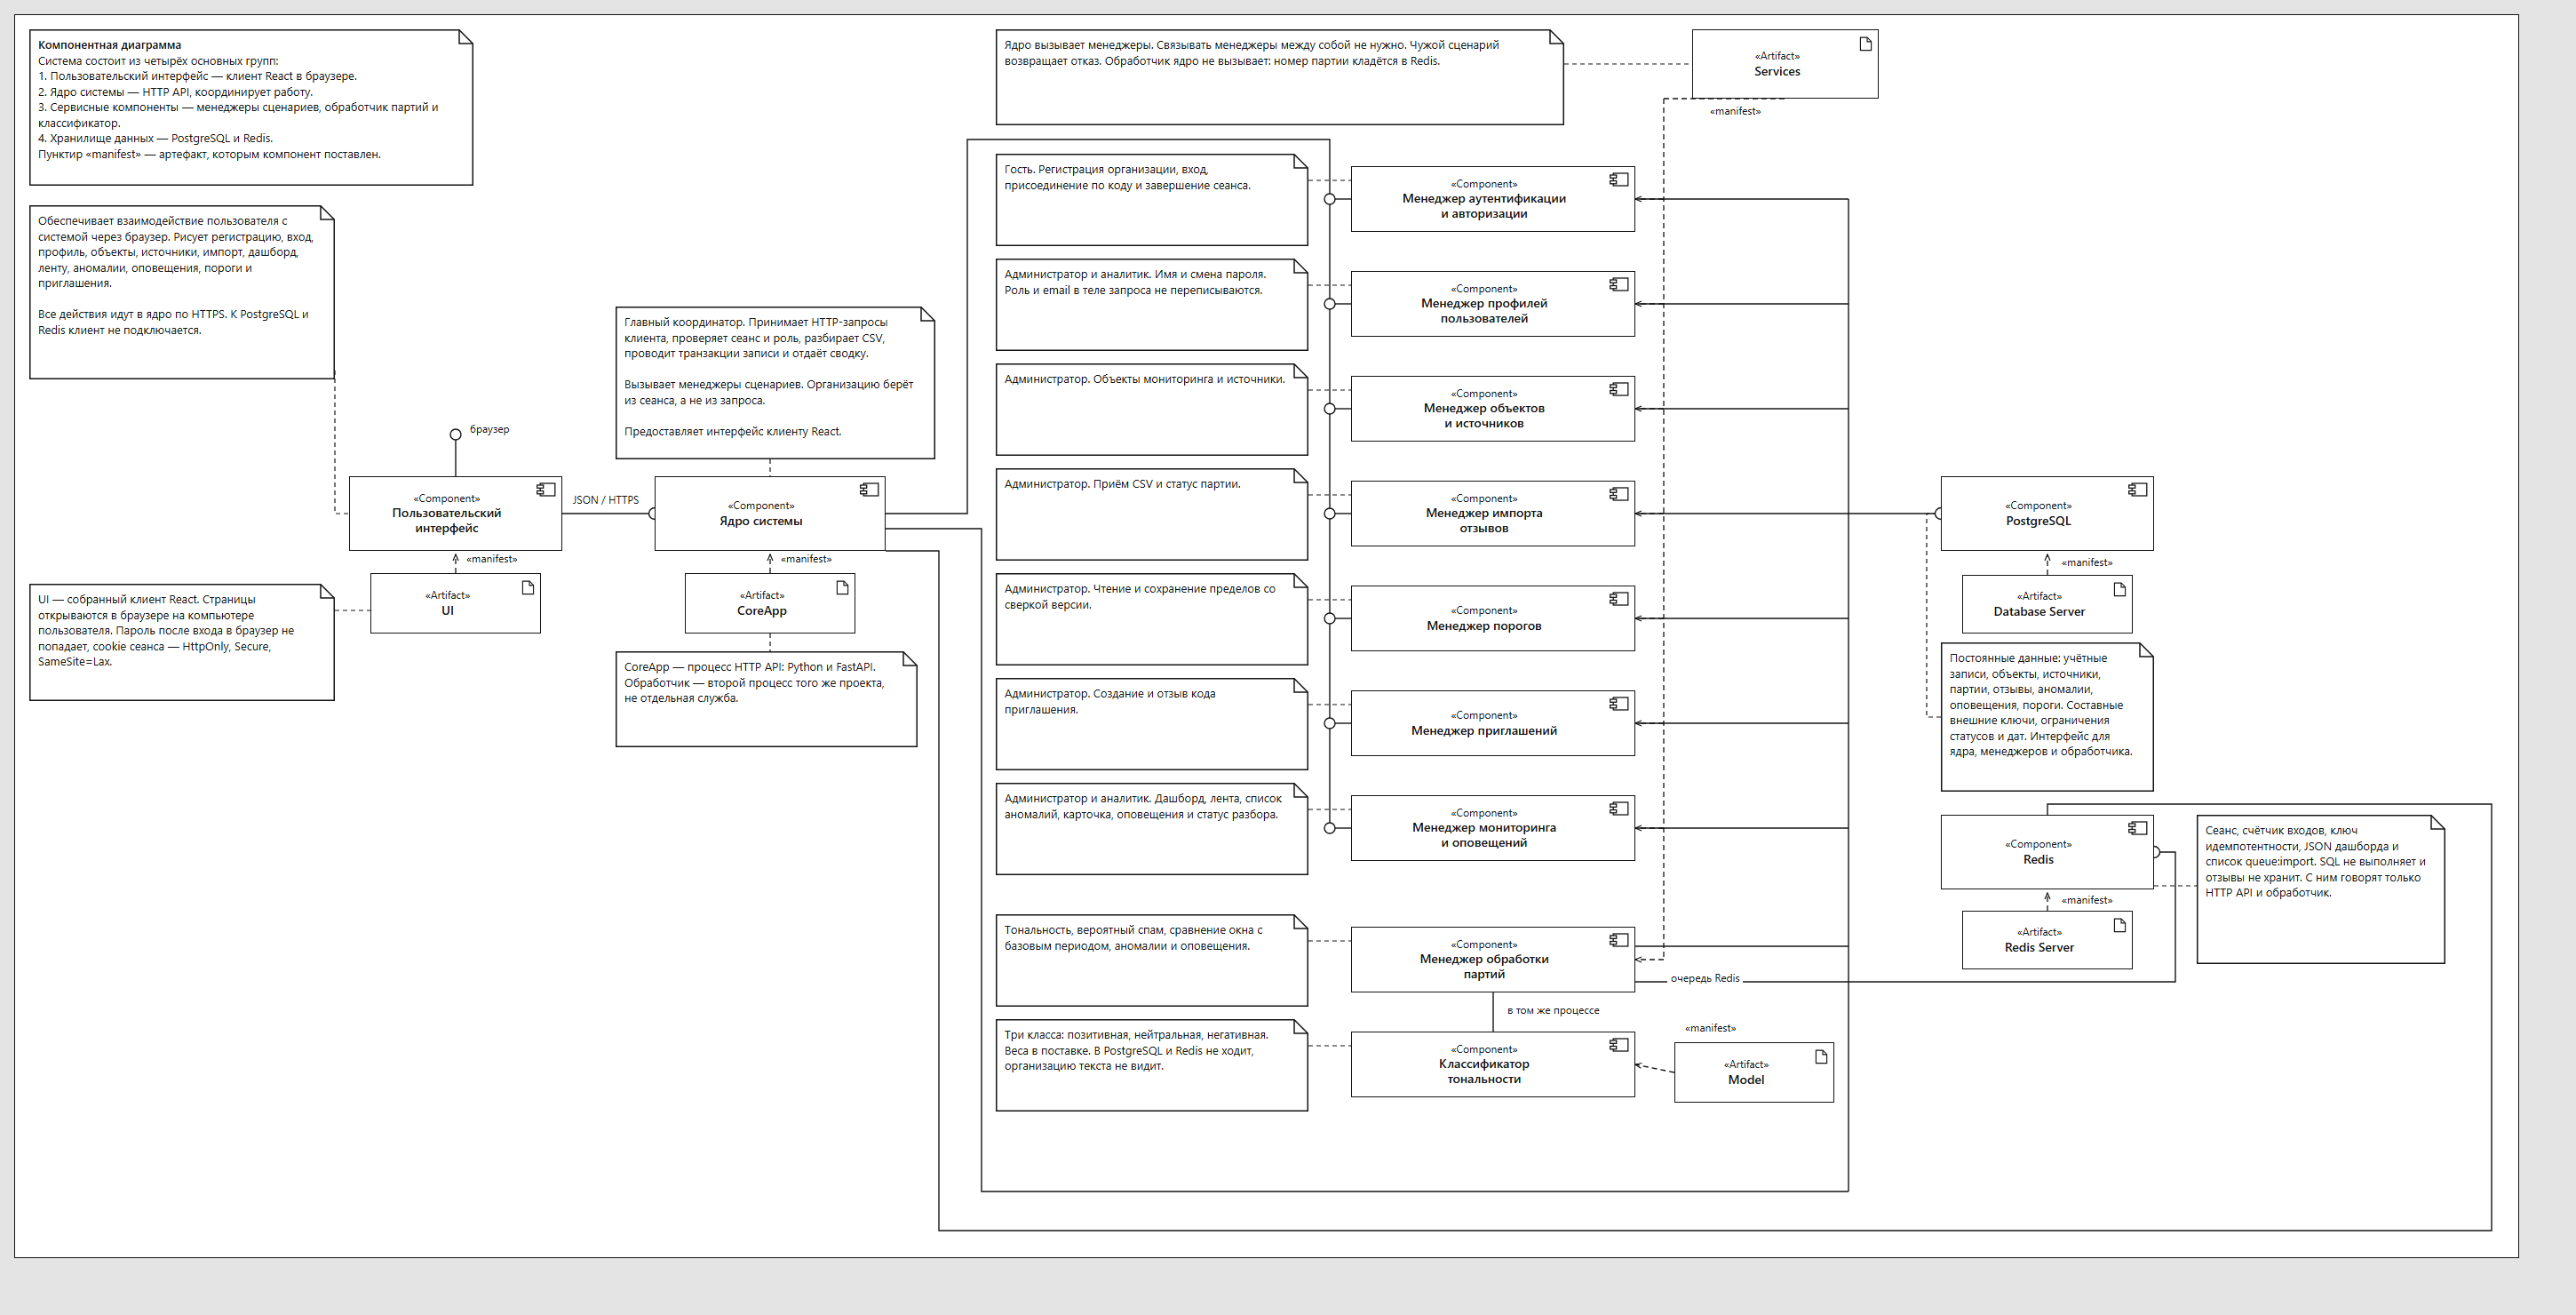 Компонентная диаграмма
Система состоит из четырёх основных групп:
1. Пользовательский интерфейс — клиент React в браузере.
2. Ядро системы — HTTP API, координирует работу.
3. Сервисные компоненты — менеджеры сценариев, обработчик партий и
классификатор.
4. Хранилище данных — PostgreSQL и Redis.
Пунктир «manifest» — артефакт, которым компонент поставлен.
Обеспечивает взаимодействие пользователя с
системой через браузер. Рисует регистрацию, вход,
профиль, объекты, источники, импорт, дашборд,
ленту, аномалии, оповещения, пороги и
приглашения.
Все действия идут в ядро по HTTPS. К PostgreSQL и
Redis клиент не подключается.
браузер
«Component»
Пользовательский
интерфейс
JSON / HTTPS
«manifest»
«Artifact»
UI
UI — собранный клиент React. Страницы
открываются в браузере на компьютере
пользователя. Пароль после входа в браузер не
попадает, cookie сеанса — HttpOnly, Secure,
SameSite=Lax.
Главный координатор. Принимает HTTP-запросы
клиента, проверяет сеанс и роль, разбирает CSV,
проводит транзакции записи и отдаёт сводку.
Вызывает менеджеры сценариев. Организацию берёт
из сеанса, а не из запроса.
Предоставляет интерфейс клиенту React.
«Component»
Ядро системы
«manifest»
«Artifact»
CoreApp
CoreApp — процесс HTTP API: Python и FastAPI.
Обработчик — второй процесс того же проекта,
не отдельная служба.
Ядро вызывает менеджеры. Связывать менеджеры между собой не нужно. Чужой сценарий
возвращает отказ. Обработчик ядро не вызывает: номер партии кладётся в Redis.
«Artifact»
Services
«manifest»
Гость. Регистрация организации, вход,
присоединение по коду и завершение сеанса.
«Component»
Менеджер аутентификации
и авторизации
Администратор и аналитик. Имя и смена пароля.
Роль и email в теле запроса не переписываются.
«Component»
Менеджер профилей
пользователей
Администратор. Объекты мониторинга и источники.
«Component»
Менеджер объектов
и источников
Администратор. Приём CSV и статус партии.
«Component»
Менеджер импорта
отзывов
Администратор. Чтение и сохранение пределов со
сверкой версии.
«Component»
Менеджер порогов
Администратор. Создание и отзыв кода
приглашения.
«Component»
Менеджер приглашений
Администратор и аналитик. Дашборд, лента, список
аномалий, карточка, оповещения и статус разбора.
«Component»
Менеджер мониторинга
и оповещений
Тональность, вероятный спам, сравнение окна с
базовым периодом, аномалии и оповещения.
«Component»
Менеджер обработки
партий
очередь Redis
в том же процессе
Три класса: позитивная, нейтральная, негативная.
Веса в поставке. В PostgreSQL и Redis не ходит,
организацию текста не видит.
«Component»
Классификатор
тональности
«manifest»
«Artifact»
Model
«Component»
PostgreSQL
«manifest»
«Artifact»
Database Server
Постоянные данные: учётные
записи, объекты, источники,
партии, отзывы, аномалии,
оповещения, пороги. Составные
внешние ключи, ограничения
статусов и дат. Интерфейс для
ядра, менеджеров и обработчика.
«Component»
Redis
«manifest»
«Artifact»
Redis Server
Сеанс, счётчик входов, ключ
идемпотентности, JSON дашборда и
список queue:import. SQL не выполняет и
отзывы не хранит. С ним говорят только
HTTP API и обработчик.